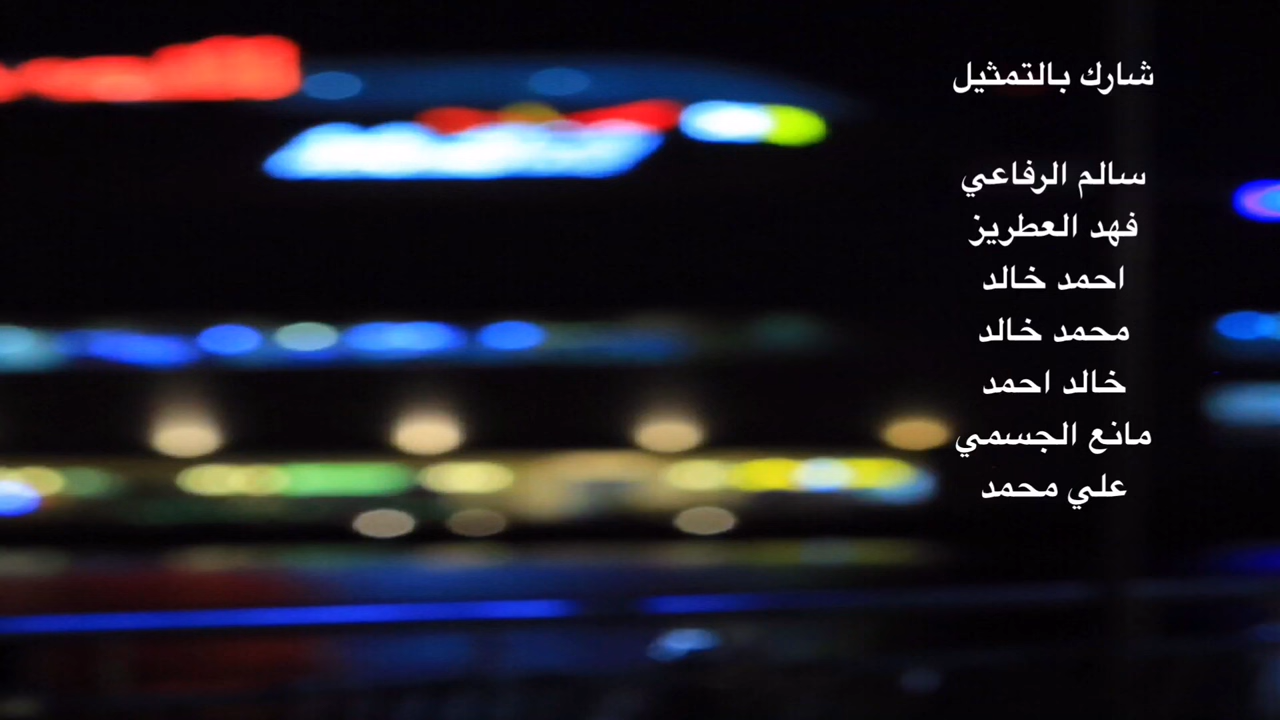 شارك بالتمثيل
سالم الرفاعي
فهد العطريز
احمد خالد
محمد خالد
خالد احمد
مانع الجسمي
علي محمد